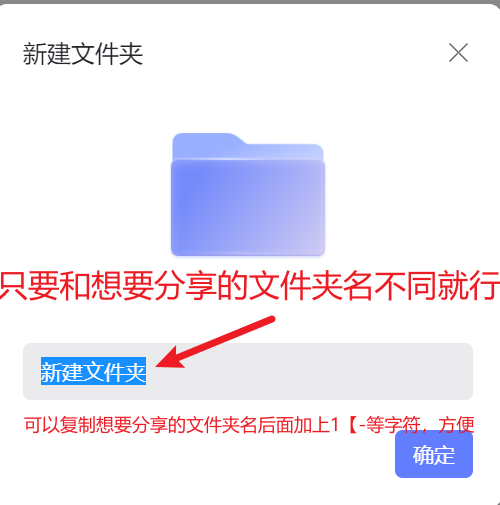 新建文件夹
只要和想要分享的文件夹名不同就行
新建文件夹
可以复制想要分享的文件夹名后面加上1【-等字符，方便
确定